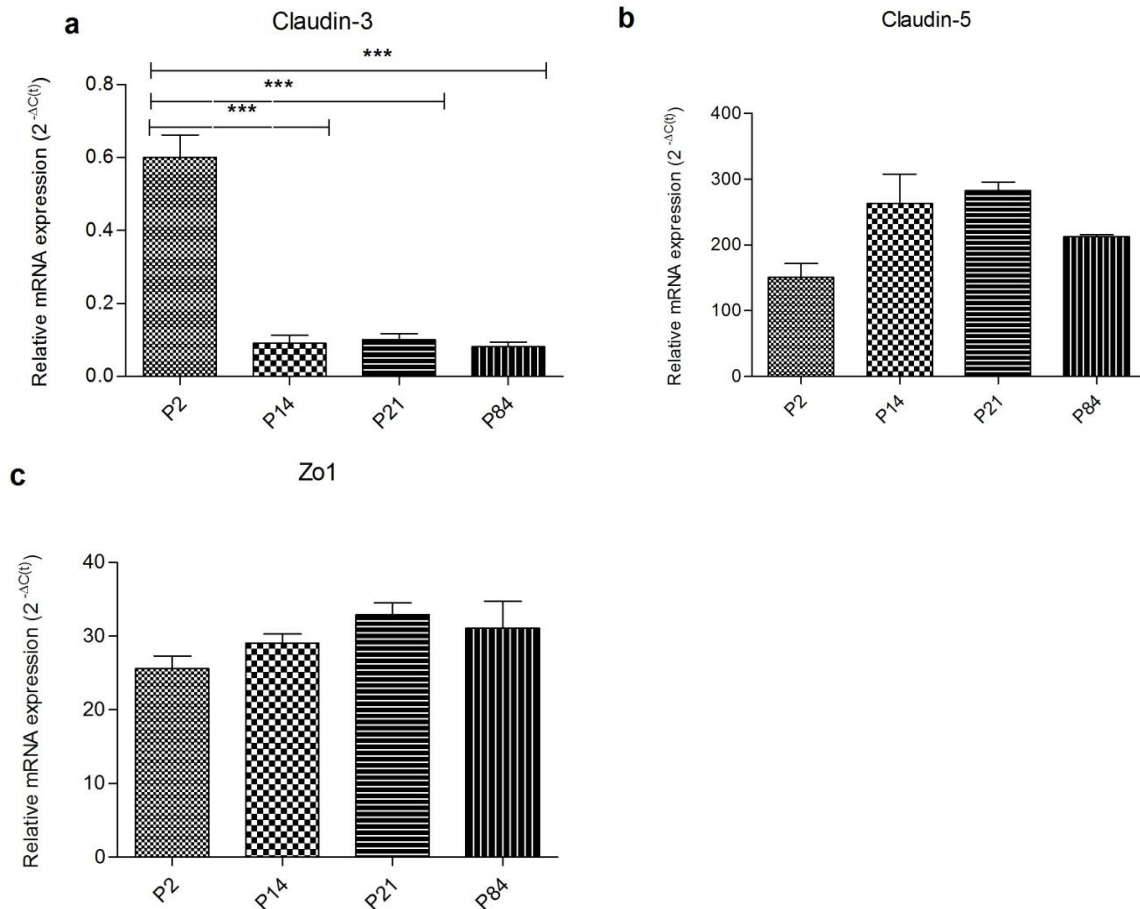 a
Claudin-3
Relative mRNA expression (2 -ΔC(t))
0.8
0.6
0.4
0.2
0.0
***
***
***
P2
P14
P21
P84
b
Claudin-5
Relative mRNA expression (2 -ΔC(t))
400
300
200
100
0
P2
P14
P21
P84
c
Zo1
Relative mRNA expression (2 -ΔC(t))
40
30
20
10
0
P2
P14
P21
P84